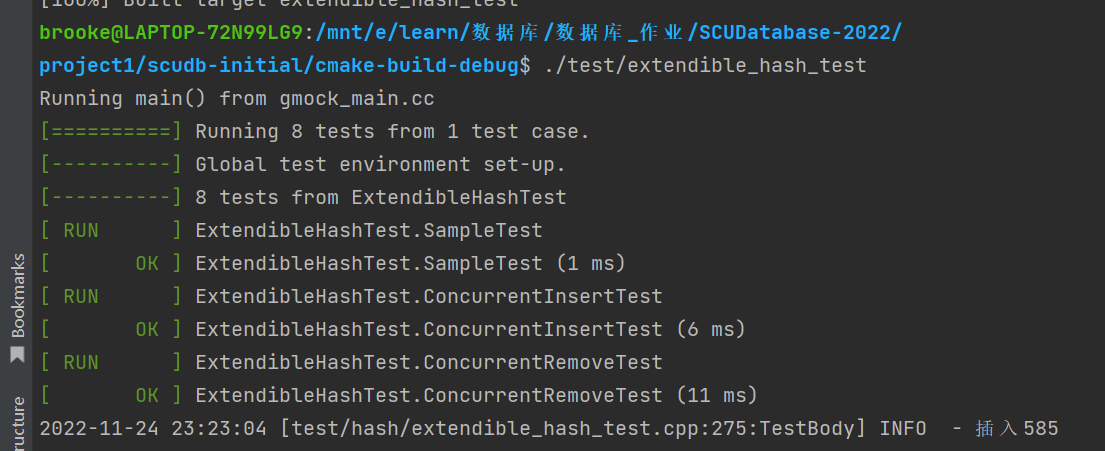 [100%] Built target extendible_hash_test
brooke@LAPTOP-72N99LG9:/mnt/e/learn/数据库/数据库_作业/SCUDatabase-2022/
project1/scudb-initial/cmake-build-debug$ ./test/extendible_hash_test
Running main() from gmock_main.cc
[==========] Running 8 tests from 1 test case.
[----------] Global test environment set-up.
[----------] 8 tests from ExtendibleHashTest
[ RUN      ] ExtendibleHashTest.SampleTest
[       OK ] ExtendibleHashTest.SampleTest (1 ms)
[ RUN      ] ExtendibleHashTest.ConcurrentInsertTest
[       OK ] ExtendibleHashTest.ConcurrentInsertTest (6 ms)
[ RUN      ] ExtendibleHashTest.ConcurrentRemoveTest
[       OK ] ExtendibleHashTest.ConcurrentRemoveTest (11 ms)
2022-11-24 23:23:04 [test/hash/extendible_hash_test.cpp:275:TestBody] INFO  - 插入585
Bookmarks
ructure